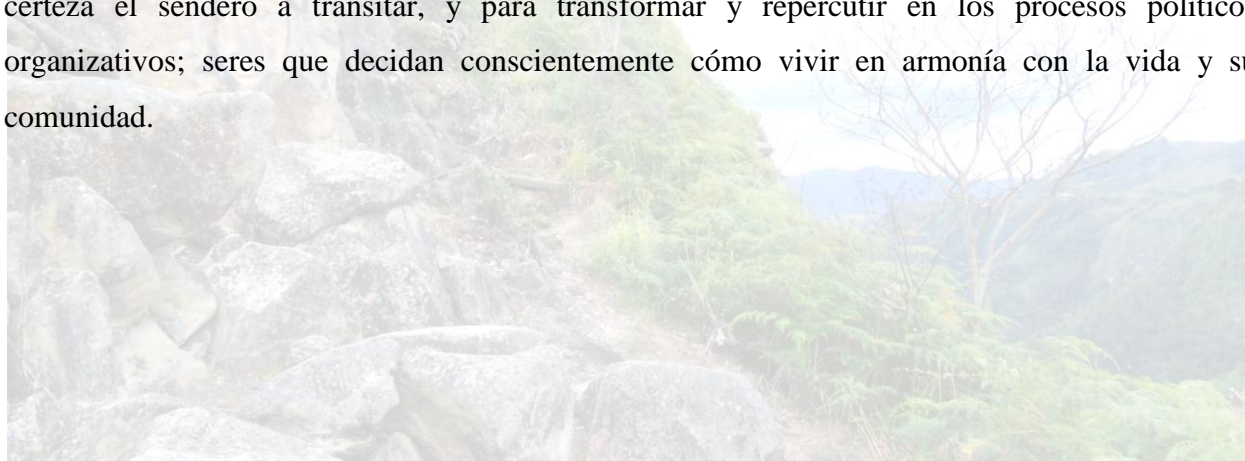 certeza el sendero a transitar, y para transformar y repercutir en los procesos político
organizativos; seres que decidan conscientemente cómo vivir en armonía con la vida y su
comunidad.